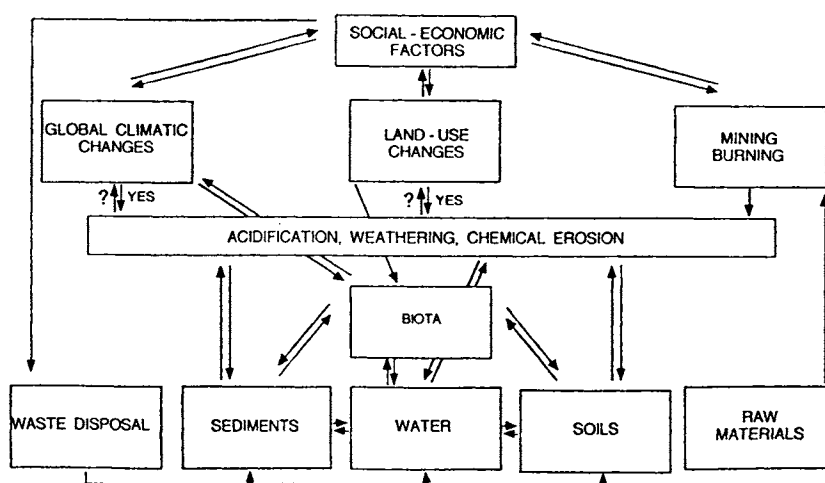 SOCIAL - ECONOMIC
FACTORS
GLOBAL CLIMATIC
CHANGES
LAND - USE
CHANGES
MINING
BURNING
? YES
? YES
ACIDIFICATION, WEATHERING, CHEMICAL EROSION
BIOTA
WASTE DISPOSAL
SEDIMENTS
WATER
SOILS
RAW
MATERIALS